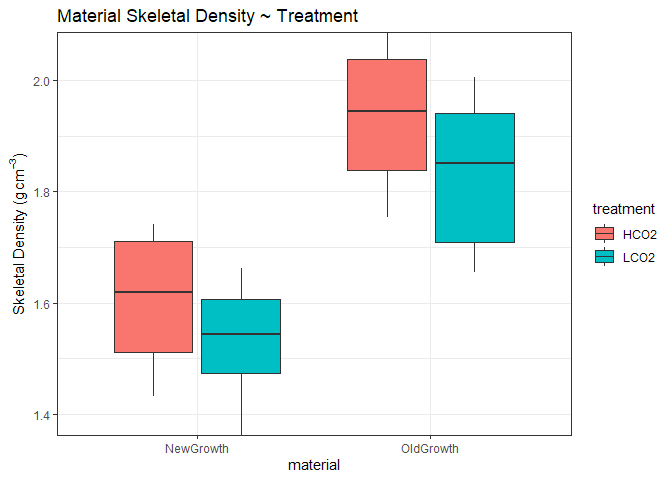 Material Skeletal Density ~ Treatment
Skeletal Density (g cm⁻³)
2.0
1.8
1.6
1.4
NewGrowth
OldGrowth
material
treatment
HCO2
LCO2